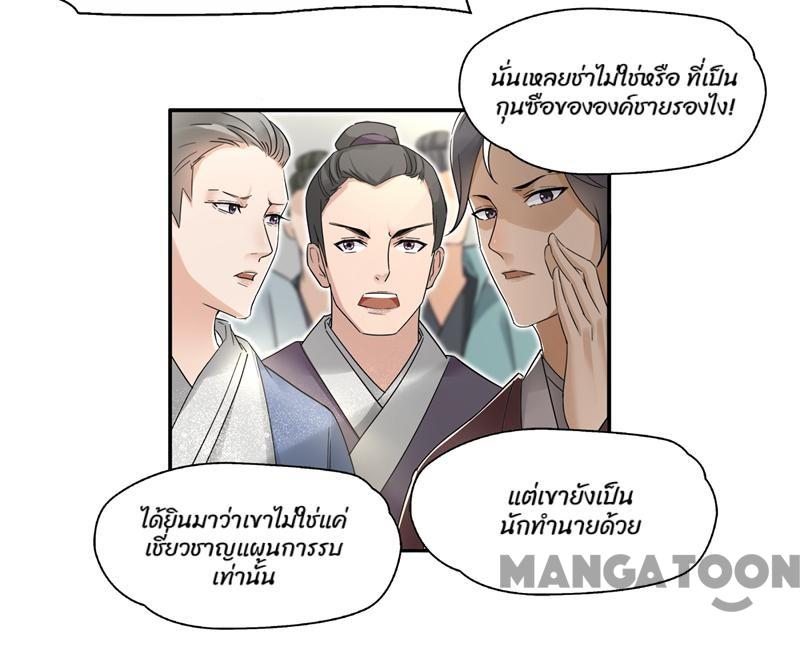 นั่นเหลยช่าไม่ใช่หรือ ที่เป็น
กุนซือขององค์ชายรองไง!
ได้ยินมาว่าเขาไม่ใช่แค่
เชี่ยวชาญแผนการรบ
เท่านั้น
แต่เขายังเป็น
นักทำนายด้วย
MANGATOON